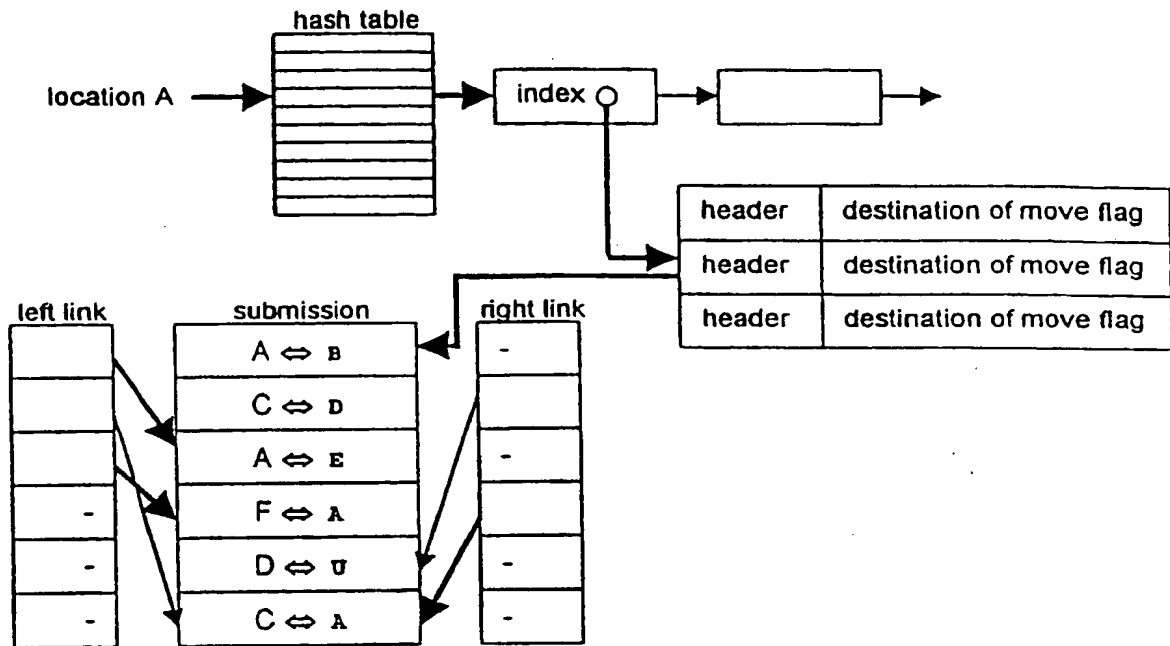 hash table
location A
index
header destination of move flag
header destination of move flag
header destination of move flag
left link submission right link
A ⇔ B -
C ⇔ D
A ⇔ E -
- F ⇔ A
- D ⇔ U -
- C ⇔ A -